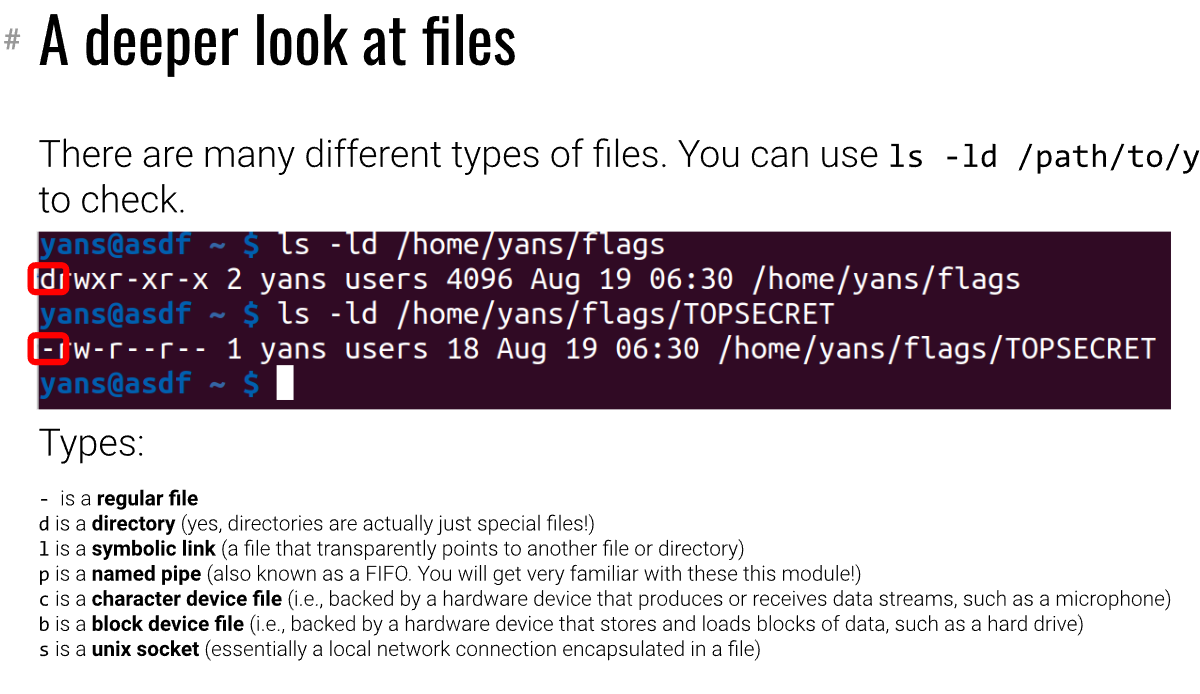 # A deeper look at files
There are many different types of files. You can use ls -ld /path/to/y
to check.
yans@asdf ~ $ ls -ld /home/yans/flags
drwxr-xr-x 2 yans users 4096 Aug 19 06:30 /home/yans/flags
yans@asdf ~ $ ls -ld /home/yans/flags/TOPSECRET
-rw-r--r-- 1 yans users 18 Aug 19 06:30 /home/yans/flags/TOPSECRET
yans@asdf ~ $
Types:
- is a regular file
d is a directory (yes, directories are actually just special files!)
l is a symbolic link (a file that transparently points to another file or directory)
p is a named pipe (also known as a FIFO. You will get very familiar with these this module!)
c is a character device file (i.e., backed by a hardware device that produces or receives data streams, such as a microphone)
b is a block device file (i.e., backed by a hardware device that stores and loads blocks of data, such as a hard drive)
s is a unix socket (essentially a local network connection encapsulated in a file)